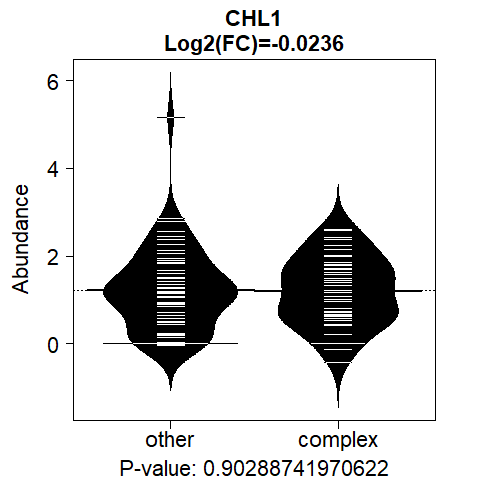 CHL1
Log2(FC)=-0.0236
Abundance
6
4
2
0
other complex
P-value: 0.90288741970622